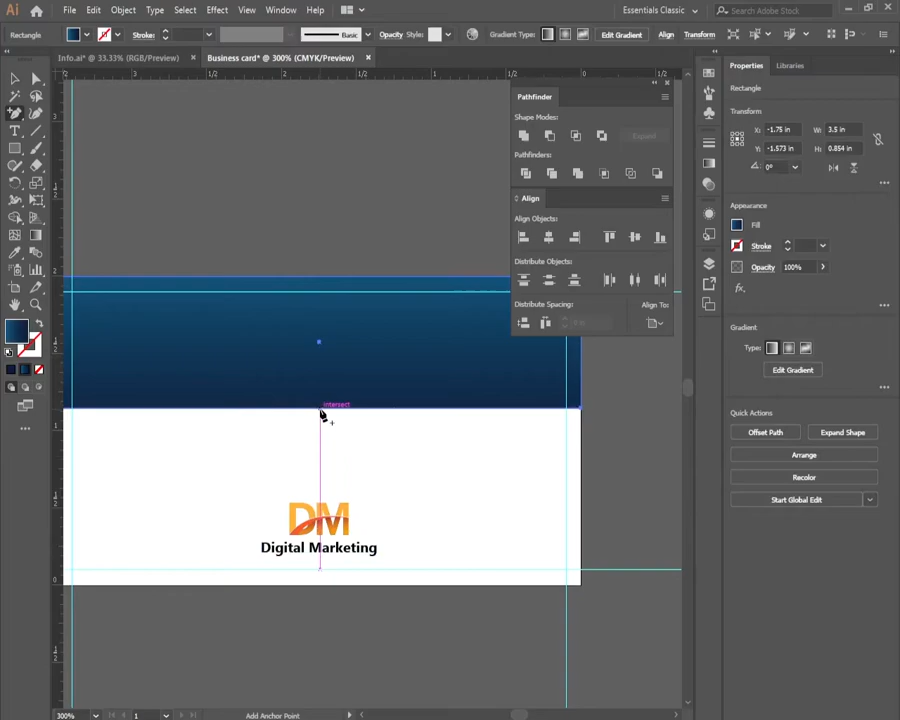 Ai File Edit Object Type Select Effect View Window Help Essentials Classic Search Adobe Stock
Rectangle Stroke: Basic Opacity Style: Gradient Type: Edit Gradient Align Transform
Info.ai* @ 33.33% (RGB/Preview) × Business card* @ 300% (CMYK/Preview) ×
Properties Libraries
Rectangle
Transform
X: -1.75 in W: 3.5 in
Y: -1.573 in H: 0.854 in
0°
Appearance
Fill
Stroke
Opacity 100%
fx.
Gradient
Type:
Edit Gradient
Quick Actions
Offset Path Expand Shape
Arrange
Recolor
Start Global Edit
Pathfinder
Shape Modes:
Expand
Pathfinders:
Align
Align Objects:
Distribute Objects:
Distribute Spacing: Align To:
intersect
DM
Digital Marketing
300% 1 Add Anchor Point